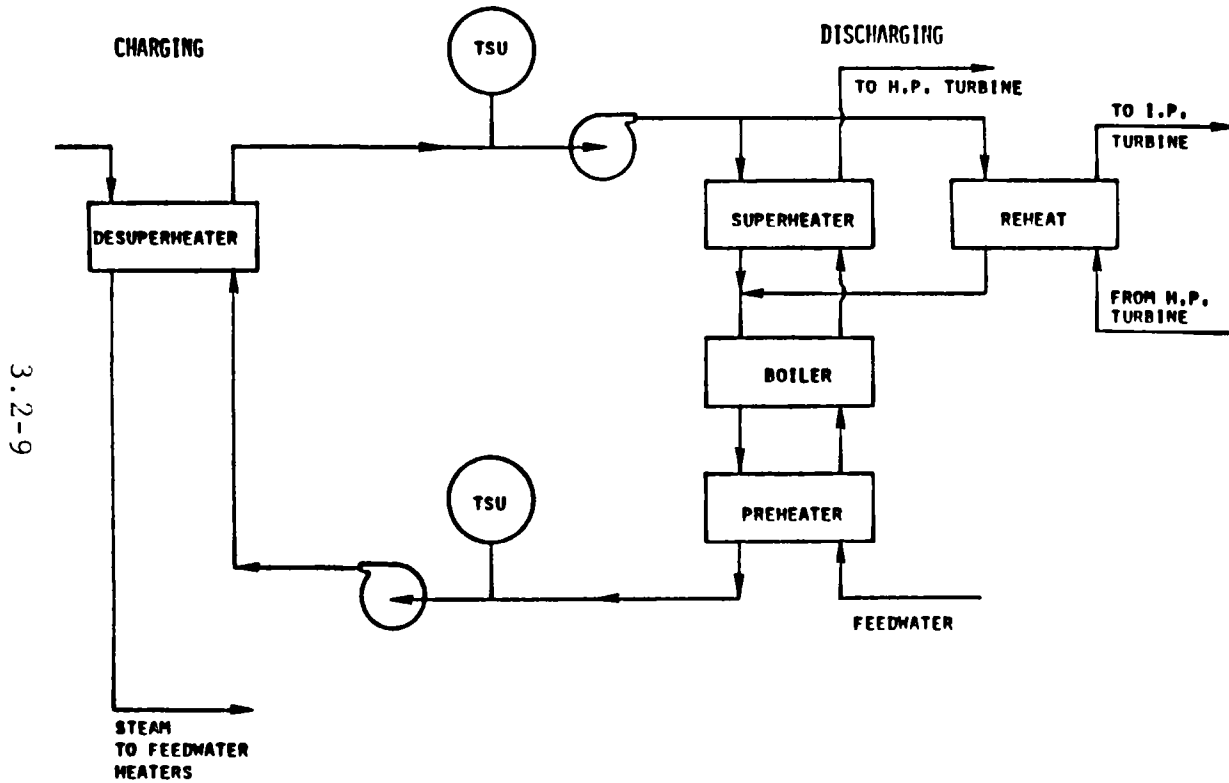 CHARGING
TSU
DISCHARGING
TO H.P. TURBINE
TO I.P.
TURBINE
DESUPERHEATER
SUPERHEATER
REHEAT
FROM H.P.
TURBINE
BOILER
3.2-9
TSU
PREHEATER
FEEDWATER
STEAM
TO FEEDWATER
HEATERS